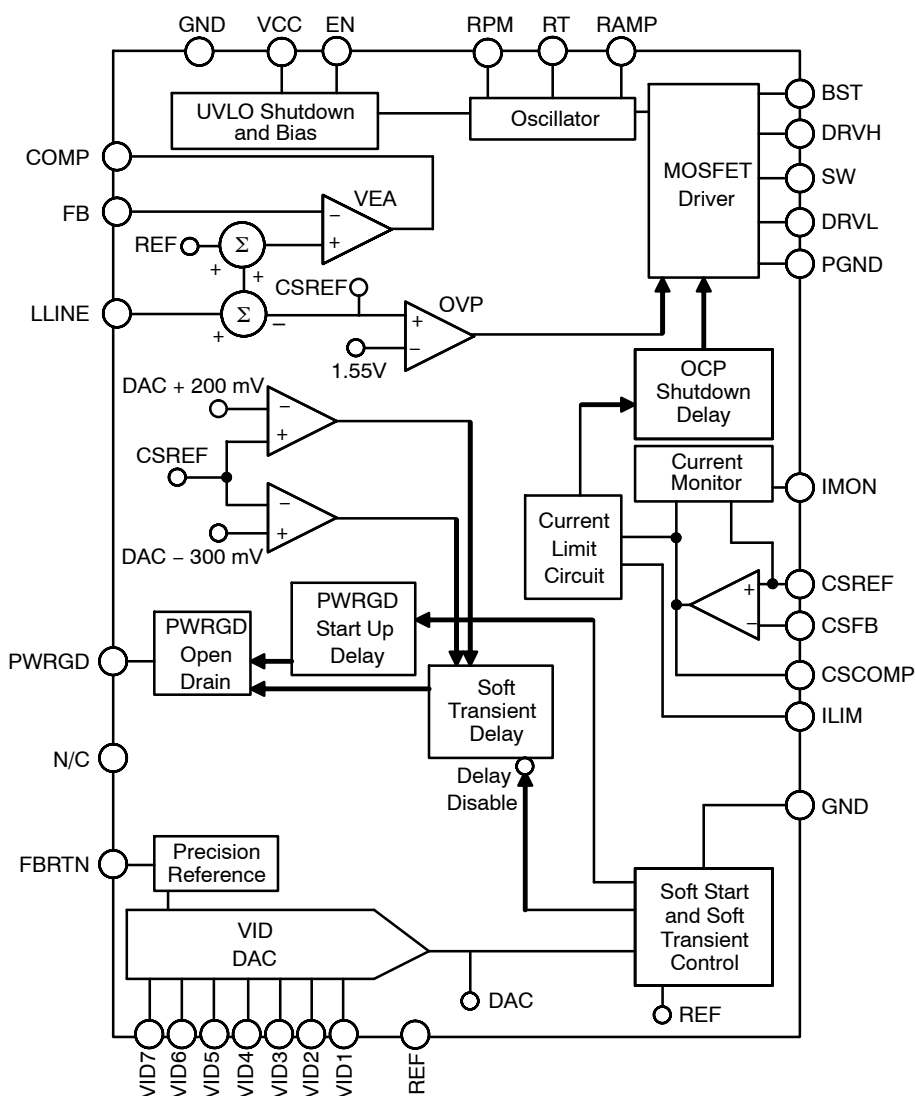 GND VCC EN RPM RT RAMP
UVLO Shutdown
and Bias
Oscillator
MOSFET
Driver
BST
DRVH
SW
DRVL
PGND
COMP
FB
VEA
−
+
REF
Σ
+
+
LLINE
Σ
+
−
CSREF
OVP
+
−
1.55V
DAC + 200 mV
−
+
CSREF
−
+
DAC − 300 mV
OCP
Shutdown
Delay
Current
Monitor
IMON
Current
Limit
Circuit
+
−
CSREF
CSFB
CSCOMP
ILIM
PWRGD
PWRGD
Open
Drain
PWRGD
Start Up
Delay
Soft
Transient
Delay
Delay
Disable
N/C
GND
FBRTN
Precision
Reference
VID
DAC
Soft Start
and Soft
Transient
Control
DAC
REF
VID7
VID6
VID5
VID4
VID3
VID2
VID1
REF